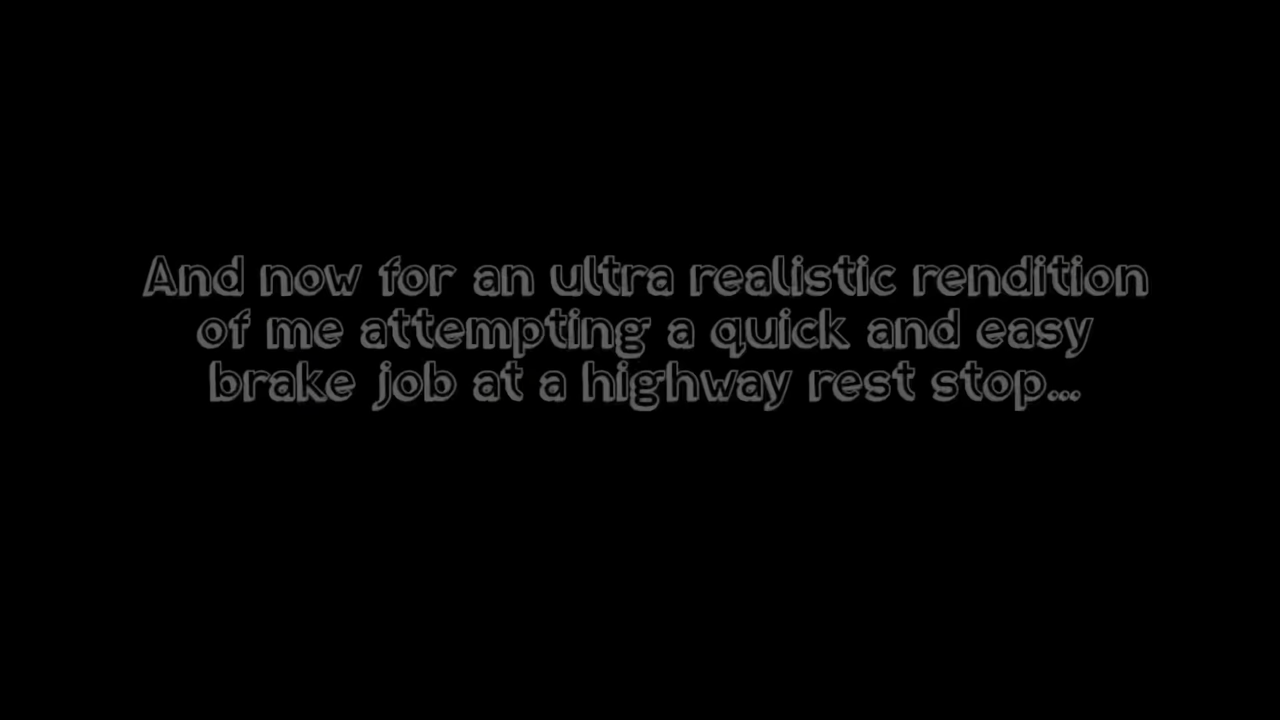 And now for an ultra realistic rendition
of me attempting a quick and easy
brake job at a highway rest stop...